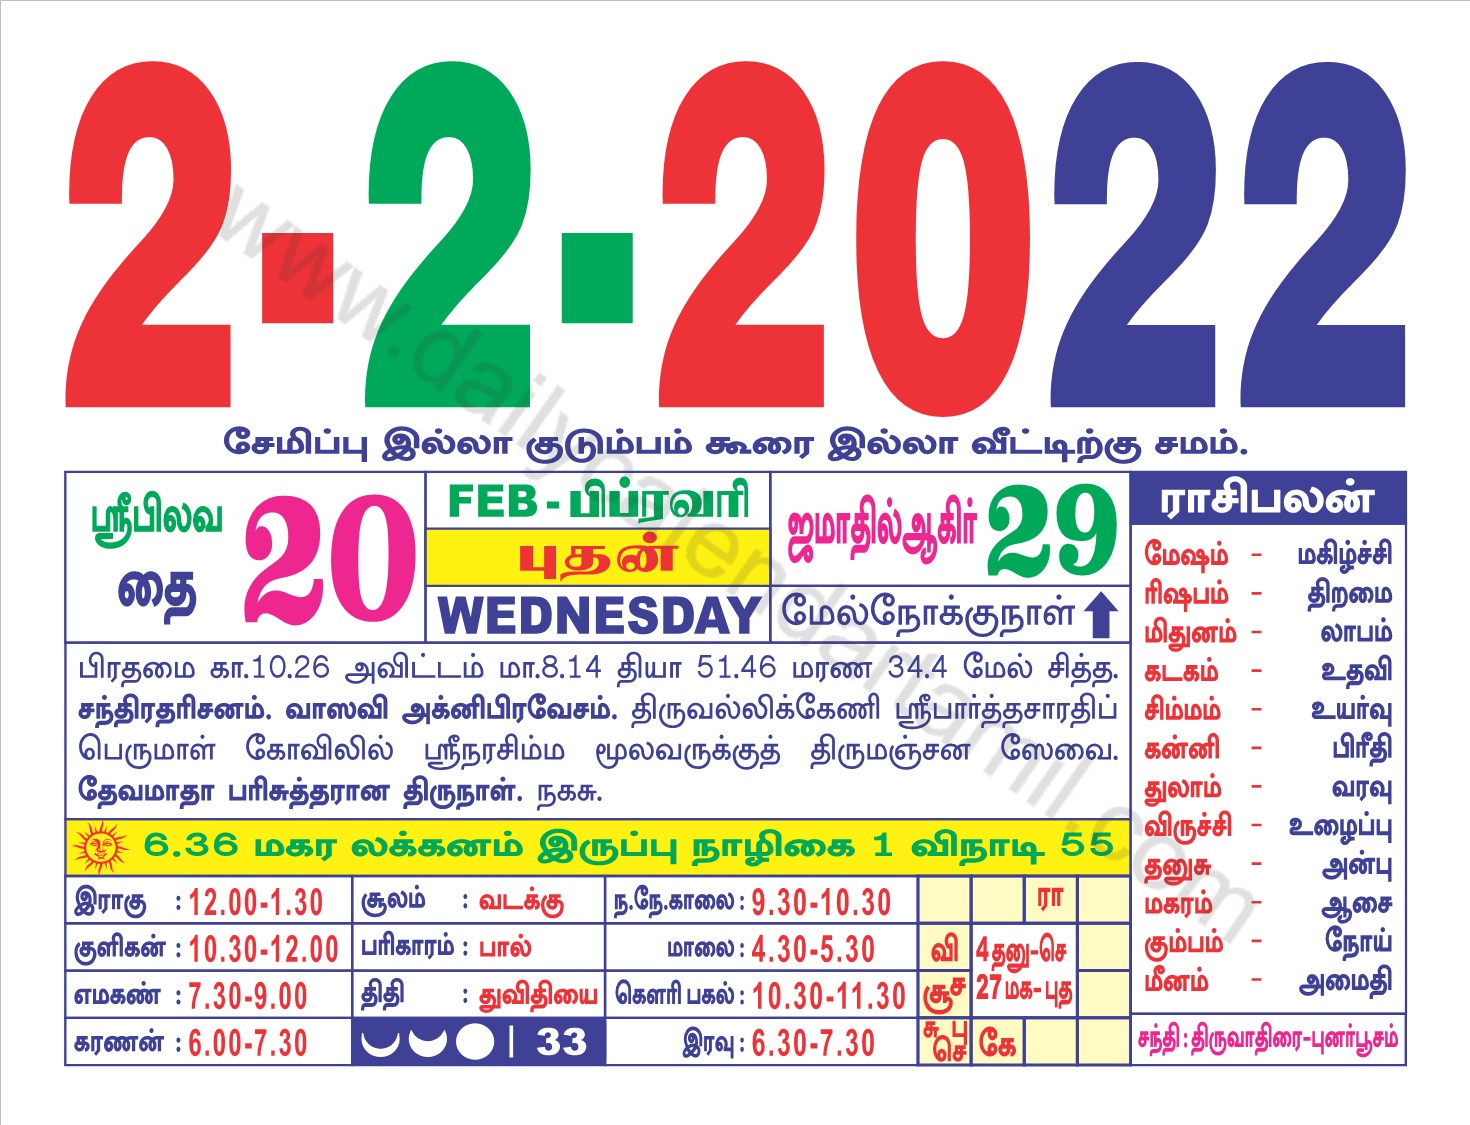 2-2-2022
சேமிப்பு இல்லா குடும்பம் கூரை இல்லா வீட்டிற்கு சமம்.
ஸ்ரீபிலவ
தை
20
FEB - பிப்ரவரி
புதன்
WEDNESDAY
ஜமாதில்ஆகிர் 29
மேல்நோக்குநாள்
பிரதமை கா.10.26 அவிட்டம் மா.8.14 தியா 51.46 மரண 34.4 மேல் சித்த.
சந்திரதரிசனம். வாஸவி அக்னிபிரவேசம். திருவல்லிக்கேணி ஸ்ரீபார்த்தசாரதிப்
பெருமாள் கோவிலில் ஸ்ரீநரசிம்ம மூலவருக்குத் திருமஞ்சன ஸேவை.
தேவமாதா பரிசுத்தரான திருநாள். நகசு.
6.36 மகர லக்கனம் இருப்பு நாழிகை 1 விநாடி 55
இராகு : 12.00-1.30
குளிகன் : 10.30-12.00
எமகண் : 7.30-9.00
கரணன் : 6.00-7.30
சூலம் : வடக்கு
பரிகாரம் : பால்
திதி : துவிதியை
33
ந.நே.காலை : 9.30-10.30
மாலை : 4.30-5.30
கௌரி பகல் : 10.30-11.30
இரவு : 6.30-7.30
ரா
வி
4தனு-செ
சூச
27மக-புத
சு பு
செ
கே
ராசிபலன்
மேஷம் - மகிழ்ச்சி
ரிஷபம் - திறமை
மிதுனம் - லாபம்
கடகம் - உதவி
சிம்மம் - உயர்வு
கன்னி - பிரீதி
துலாம் - வரவு
விருச்சி - உழைப்பு
தனுசு - அன்பு
மகரம் - ஆசை
கும்பம் - நோய்
மீனம் - அமைதி
சந்தி : திருவாதிரை-புனர்பூசம்
www.dailycalendartamil.com